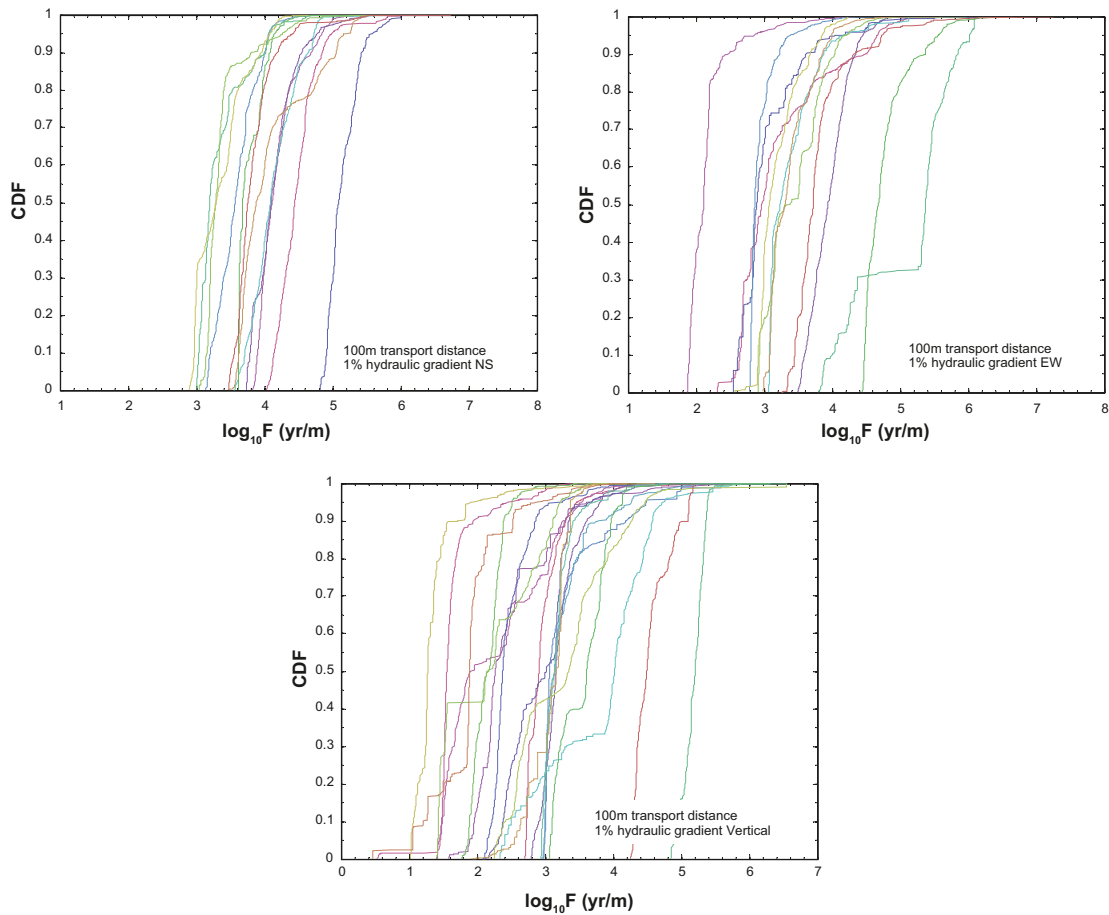 1
0.9
0.8
0.7
0.6
0.5
0.4
0.3
0.2
0.1
0
CDF
100m transport distance
1% hydraulic gradient NS
1 2 3 4 5 6 7 8
log10F (yr/m)
1
0.9
0.8
0.7
0.6
0.5
0.4
0.3
0.2
0.1
0
CDF
100m transport distance
1% hydraulic gradient EW
1 2 3 4 5 6 7 8
log10F (yr/m)
1
0.9
0.8
0.7
0.6
0.5
0.4
0.3
0.2
0.1
0
CDF
100m transport distance
1% hydraulic gradient Vertical
0 1 2 3 4 5 6 7
log10F (yr/m)